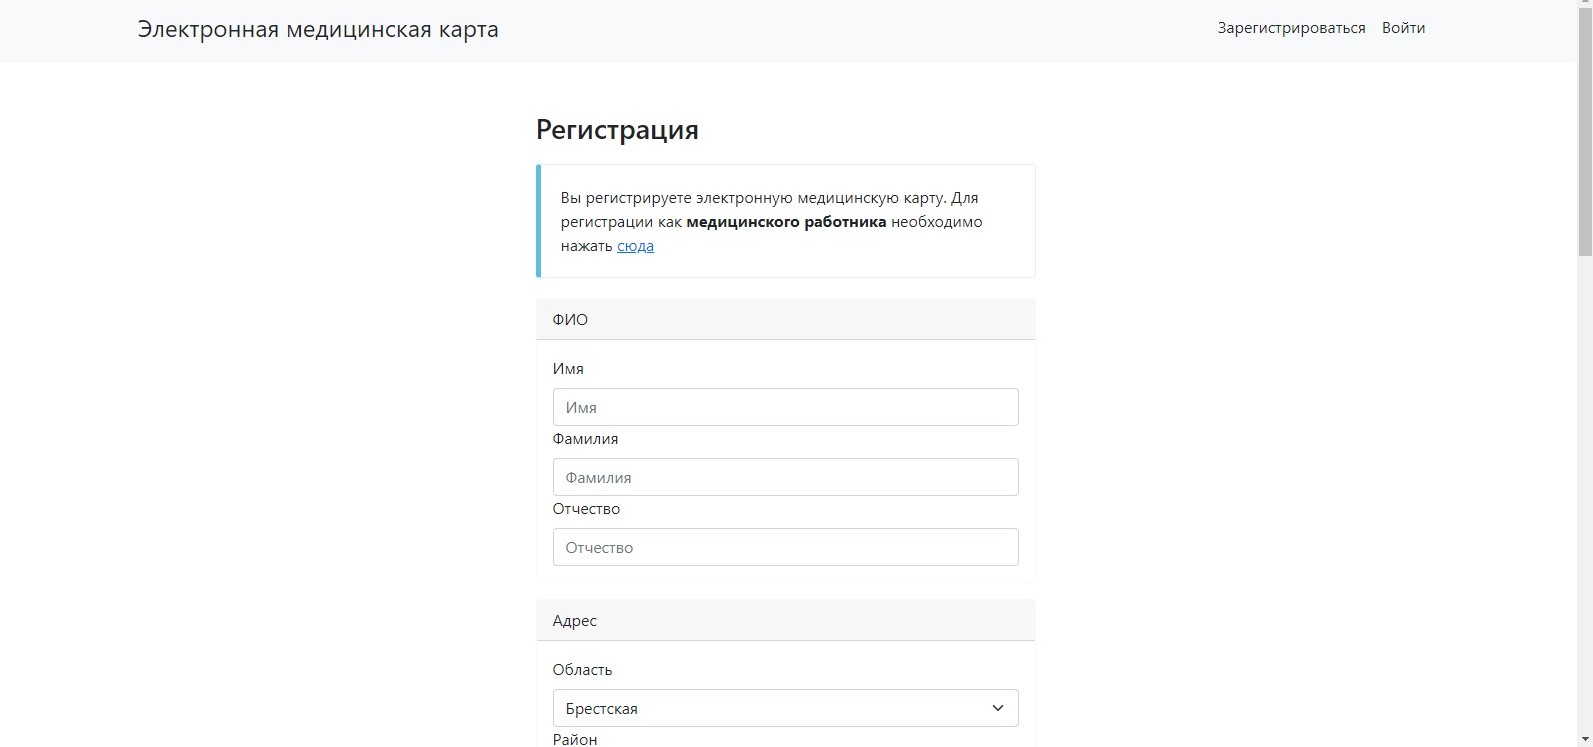 Электронная медицинская карта
Зарегистрироваться Войти
Регистрация
Вы регистрируете электронную медицинскую карту. Для
регистрации как медицинского работника необходимо
нажать сюда
ФИО
Имя
Имя
Фамилия
Фамилия
Отчество
Отчество
Адрес
Область
Брестская
Район